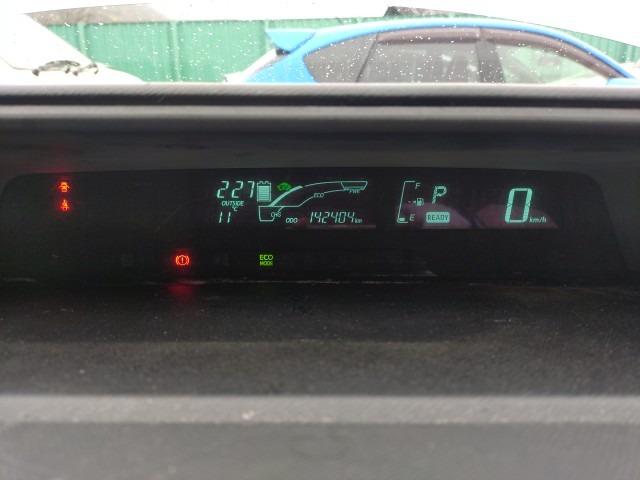 227
OUTSIDE
11 °C
CHG ECO PWR
ODO 142404 km
F
E
P
READY
0 km/h
ECO
MODE